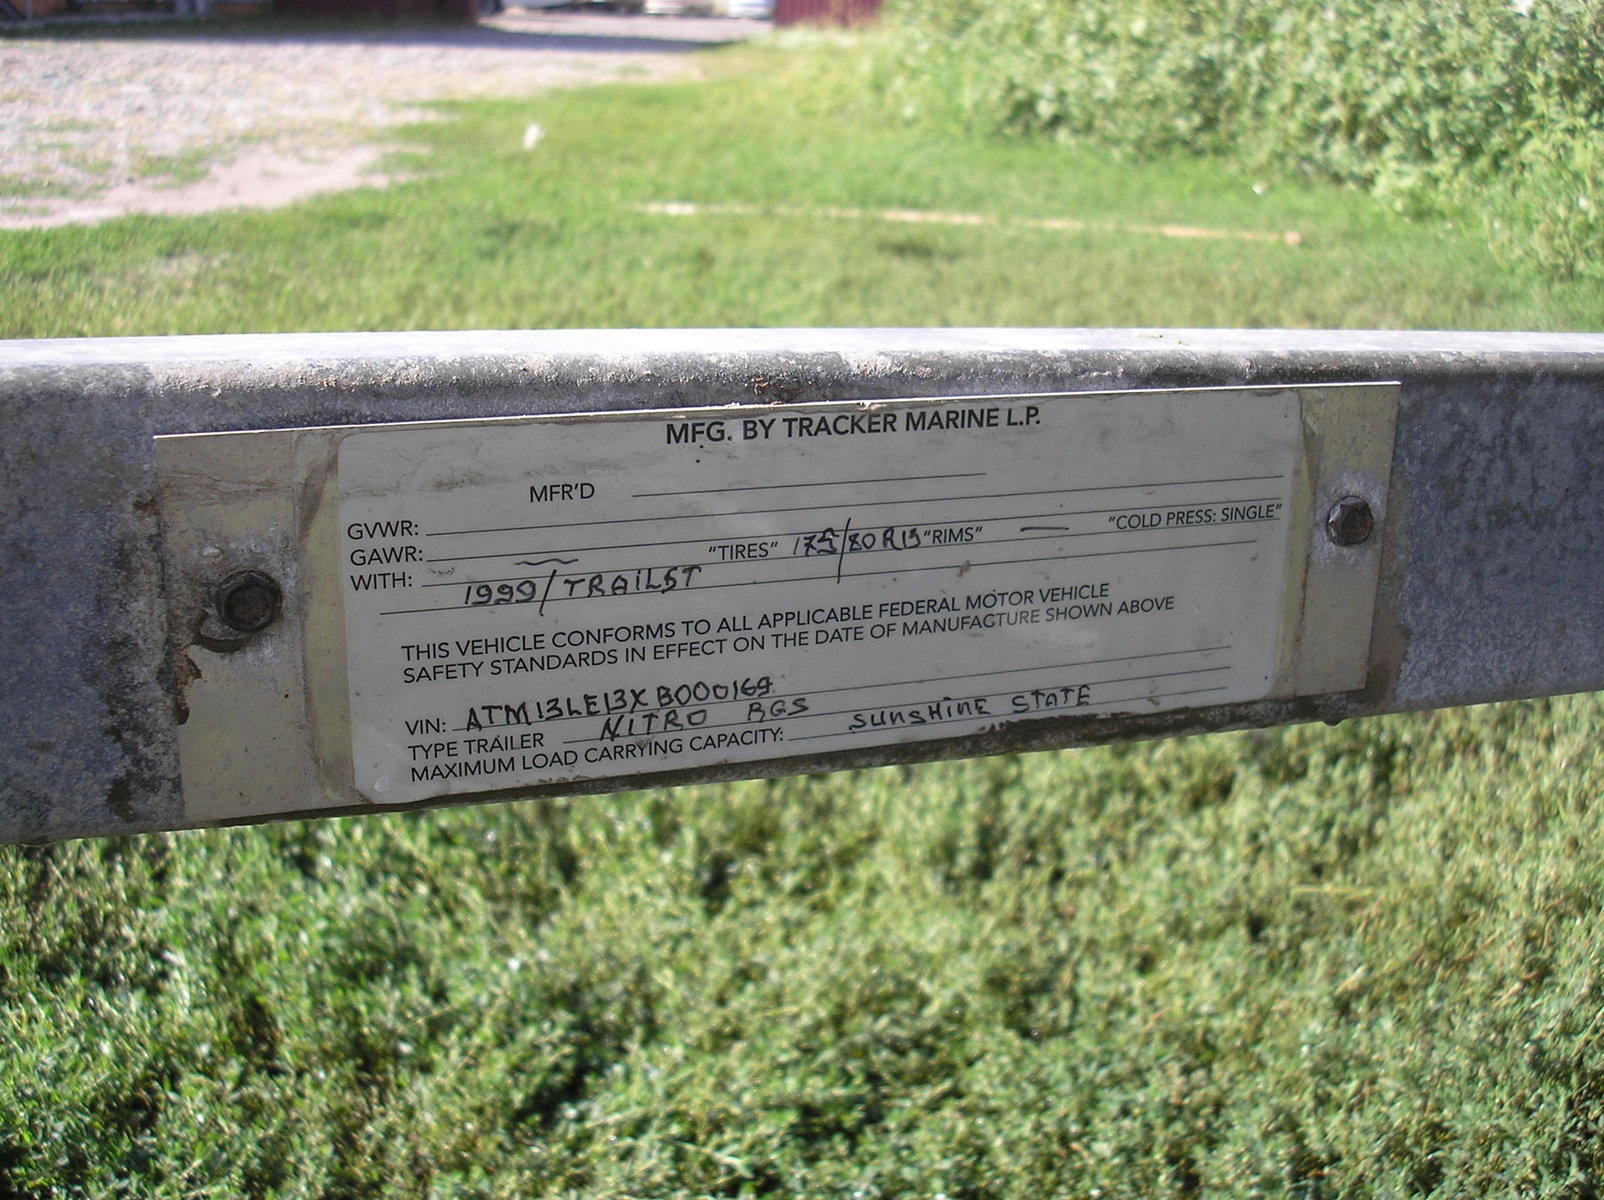 MFG. BY TRACKER MARINE L.P.
MFR'D
GVWR:
GAWR:
WITH: "TIRES" 175/80R13 "RIMS" — "COLD PRESS: SINGLE"
1999/TRAILST
THIS VEHICLE CONFORMS TO ALL APPLICABLE FEDERAL MOTOR VEHICLE
SAFETY STANDARDS IN EFFECT ON THE DATE OF MANUFACTURE SHOWN ABOVE
VIN: ATM13LE13XB000169
TYPE TRAILER NITRO BGS
MAXIMUM LOAD CARRYING CAPACITY: SUNSHINE STATE